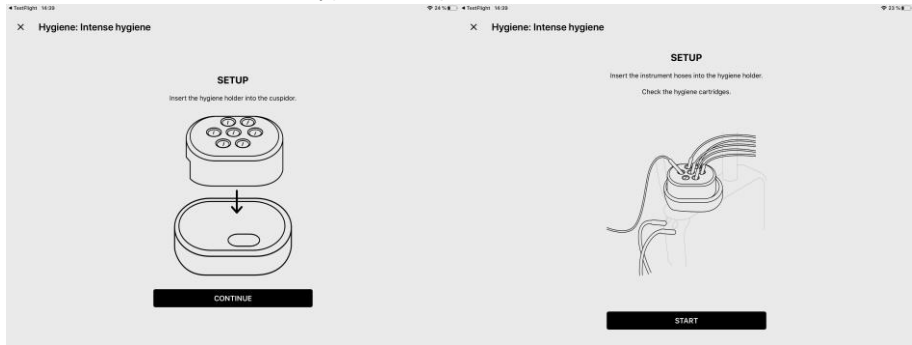 TestFlight 14:39
24 %
Hygiene: Intense hygiene
SETUP
Insert the hygiene holder into the cuspidor.
CONTINUE
TestFlight 14:39
23 %
Hygiene: Intense hygiene
SETUP
Insert the instrument hoses into the hygiene holder.
Check the hygiene cartridges.
START